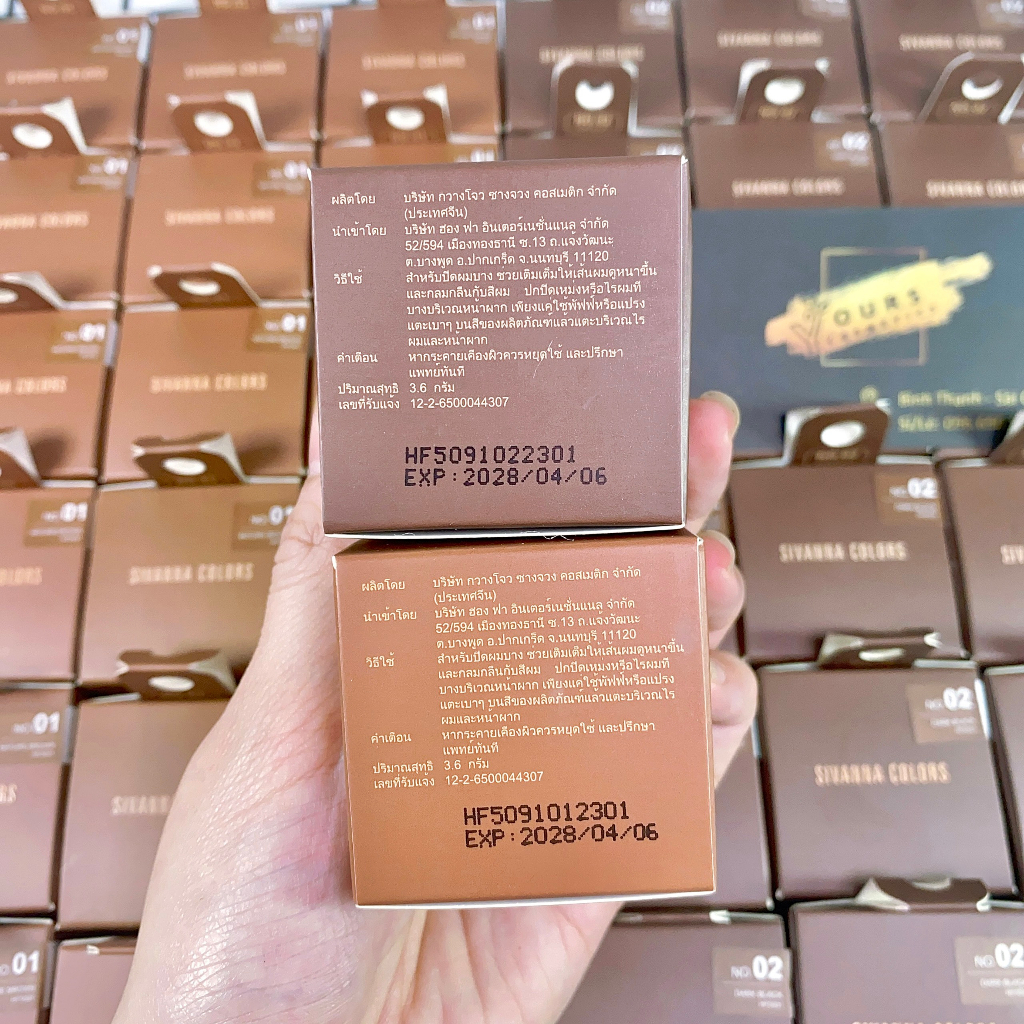 ผลิตโดย บริษัท กวางโจว ซางจวง คอสเมติก จำกัด
(ประเทศจีน)
นำเข้าโดย บริษัท ฮอง ฟา อินเตอร์เนชั่นแนล จำกัด
52/594 เมืองทองธานี ซ.13 ถ.แจ้งวัฒนะ
ต.บางพูด อ.ปากเกร็ด จ.นนทบุรี 11120
วิธีใช้ สำหรับปิดผมบาง ช่วยเติมเต็มให้เส้นผมดูหนาขึ้น
และกลมกลืนกับสีผม ปกปิดเหม่งหรือไรผมที่
บางบริเวณหน้าผาก เพียงแค่ใช้พัฟฟ์หรือแปรง
แตะเบาๆ บนสีของผลิตภัณฑ์แล้วแตะบริเวณไร
ผมและหน้าผาก
คำเตือน หากระคายเคืองผิวควรหยุดใช้ และปรึกษา
แพทย์ทันที
ปริมาณสุทธิ 3.6 กรัม
เลขที่รับแจ้ง 12-2-6500044307
HF5091022301
EXP:2028/04/06
ผลิตโดย บริษัท กวางโจว ซางจวง คอสเมติก จำกัด
(ประเทศจีน)
นำเข้าโดย บริษัท ฮอง ฟา อินเตอร์เนชั่นแนล จำกัด
52/594 เมืองทองธานี ซ.13 ถ.แจ้งวัฒนะ
ต.บางพูด อ.ปากเกร็ด จ.นนทบุรี 11120
วิธีใช้ สำหรับปิดผมบาง ช่วยเติมเต็มให้เส้นผมดูหนาขึ้น
และกลมกลืนกับสีผม ปกปิดเหม่งหรือไรผมที่
บางบริเวณหน้าผาก เพียงแค่ใช้พัฟฟ์หรือแปรง
แตะเบาๆ บนสีของผลิตภัณฑ์แล้วแตะบริเวณไร
ผมและหน้าผาก
คำเตือน หากระคายเคืองผิวควรหยุดใช้ และปรึกษา
แพทย์ทันที
ปริมาณสุทธิ 3.6 กรัม
เลขที่รับแจ้ง 12-2-6500044307
HF5091012301
EXP:2028/04/06
YOURS
NO.01
SIVANNA COLORS
NO.02
SIVANNA COLORS
NO.02
SIVANNA COLORS
NO.01
NO.02
NO.02